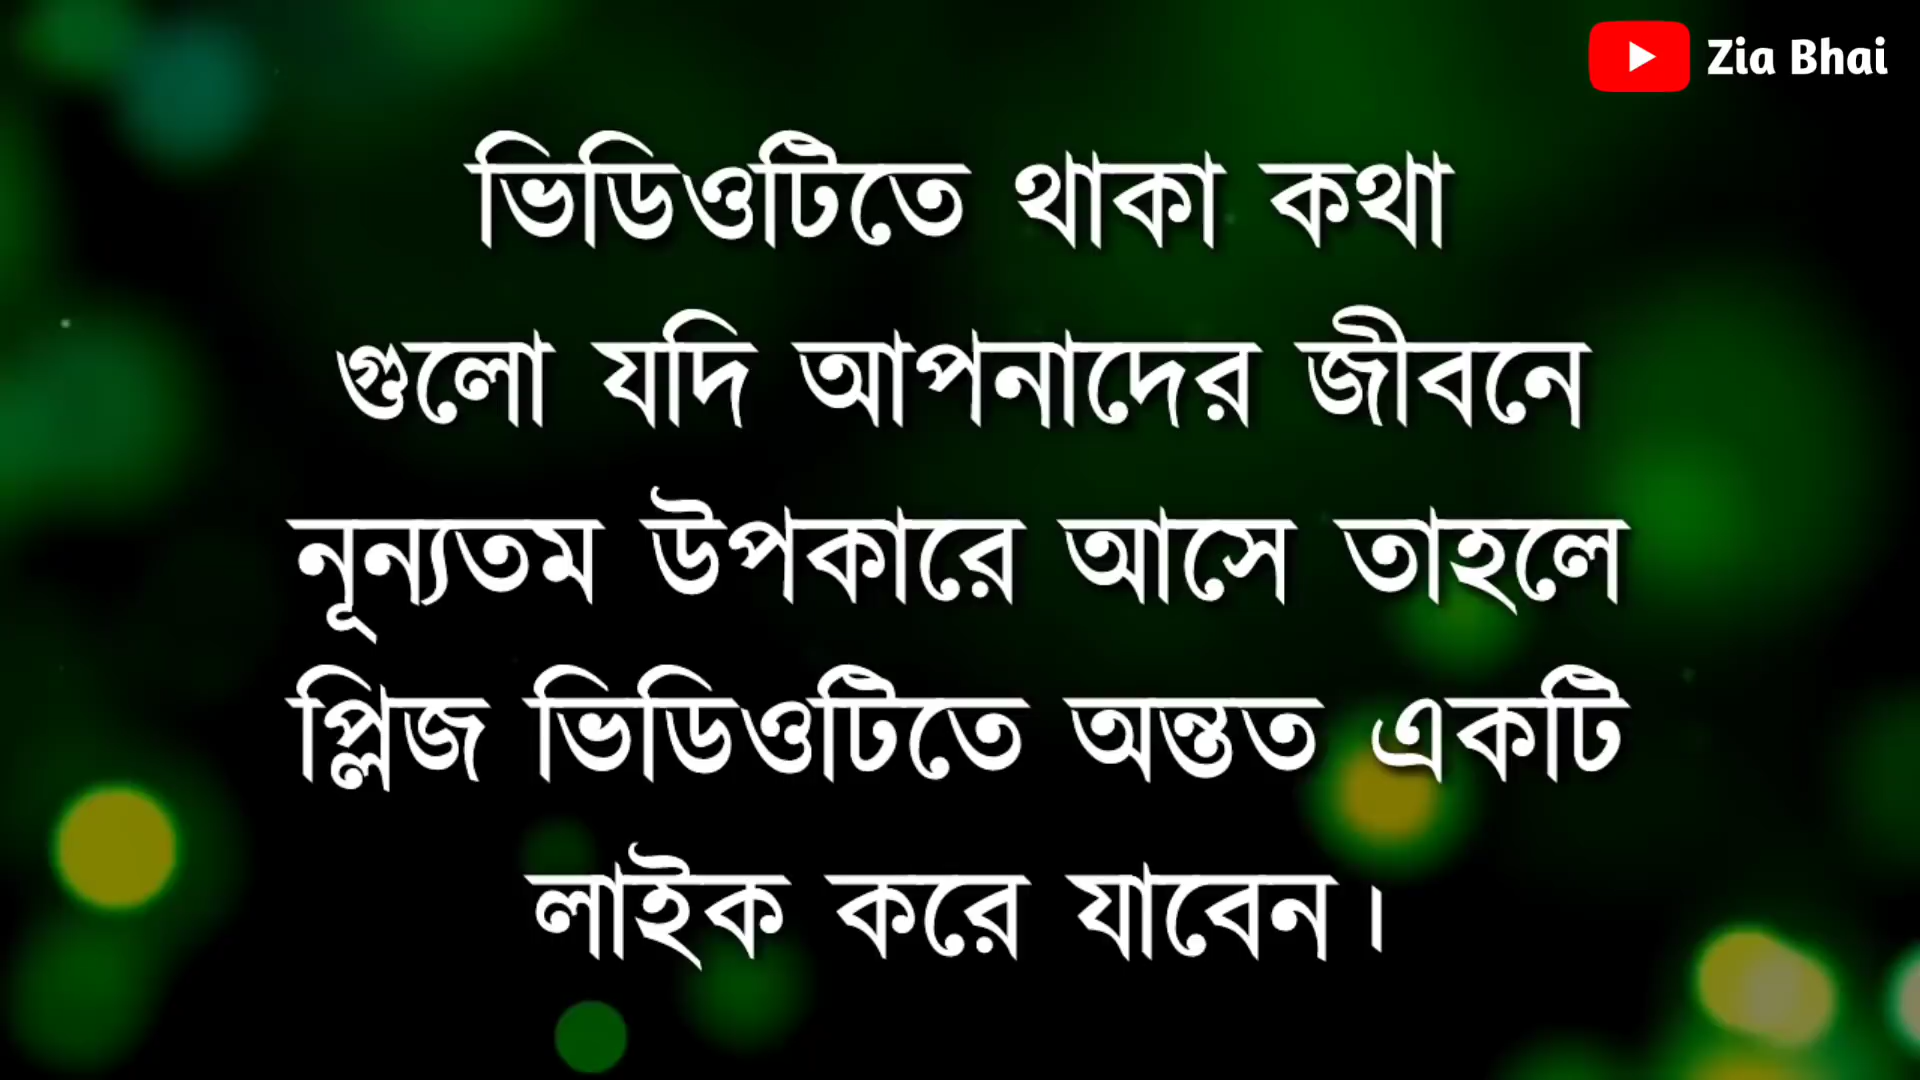 Zia Bhai
ভিডিওটিতে থাকা কথা
গুলো যদি আপনাদের জীবনে
নূন্যতম উপকারে আসে তাহলে
প্লিজ ভিডিওটিতে অন্তত একটি
লাইক করে যাবেন।